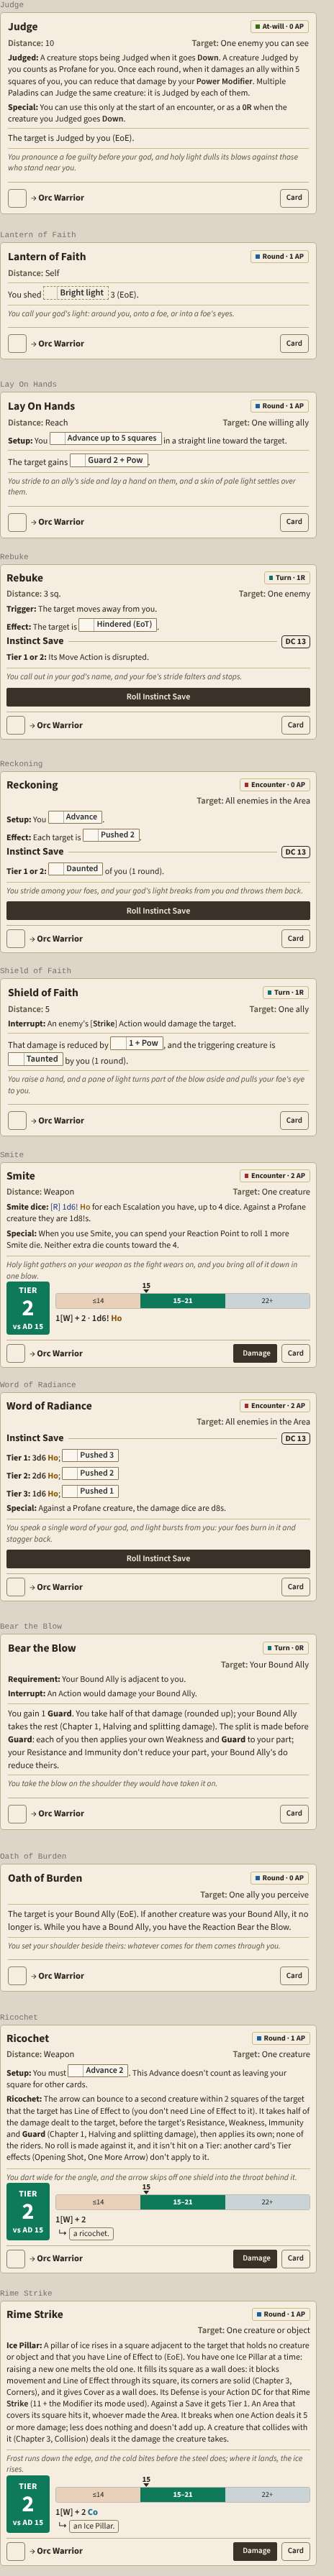 Judge
Judge
At-will · 0 AP
Distance: 10
Target: One enemy you can see
Judged: A creature stops being Judged when it goes Down. A creature Judged by
you counts as Profane for you. Once each round, when it damages an ally within 5
squares of you, you can reduce that damage by your Power Modifier. Multiple
Paladins can Judge the same creature: it is Judged by each of them.
Special: You can use this only at the start of an encounter, or as a 0R when the
creature you Judged goes Down.
The target is Judged by you (EoE).
You pronounce a foe guilty before your god, and holy light dulls its blows against those
who stand near you.
→ Orc Warrior
Card
Lantern of Faith
Lantern of Faith
Round · 1 AP
Distance: Self
You shed Bright light 3 (EoE).
You call your god's light: around you, onto a foe, or into a foe's eyes.
→ Orc Warrior
Card
Lay On Hands
Lay On Hands
Round · 1 AP
Distance: Reach
Target: One willing ally
Setup: You Advance up to 5 squares in a straight line toward the target.
The target gains Guard 2 + Pow.
You stride to an ally's side and lay a hand on them, and a skin of pale light settles over
them.
→ Orc Warrior
Card
Rebuke
Rebuke
Turn · 1R
Distance: 3 sq.
Target: One enemy
Trigger: The target moves away from you.
Effect: The target is Hindered (EoT).
Instinct Save
DC 13
Tier 1 or 2: Its Move Action is disrupted.
You call out in your god's name, and your foe's stride falters and stops.
Roll Instinct Save
→ Orc Warrior
Card
Reckoning
Reckoning
Encounter · 0 AP
Target: All enemies in the Area
Setup: You Advance.
Effect: Each target is Pushed 2.
Instinct Save
DC 13
Tier 1 or 2: Daunted of you (1 round).
You stride among your foes, and your god's light breaks from you and throws them back.
Roll Instinct Save
→ Orc Warrior
Card
Shield of Faith
Shield of Faith
Turn · 1R
Distance: 5
Target: One ally
Interrupt: An enemy's [Strike] Action would damage the target.
That damage is reduced by 1 + Pow, and the triggering creature is
Taunted by you (1 round).
You raise a hand, and a pane of light turns part of the blow aside and pulls your foe's eye
to you.
→ Orc Warrior
Card
Smite
Smite
Encounter · 2 AP
Distance: Weapon
Target: One creature
Smite dice: [R] 1d6! Ho for each Escalation you have, up to 4 dice. Against a Profane
creature they are 1d8!s.
Special: When you use Smite, you can spend your Reaction Point to roll 1 more
Smite die. Neither extra die counts toward the 4.
Holy light gathers on your weapon as the fight wears on, and you bring all of it down in
one blow.
TIER
2
vs AD 15
15
≤14
15–21
22+
1[W] + 2 · 1d6! Ho
→ Orc Warrior
Damage
Card
Word of Radiance
Word of Radiance
Encounter · 2 AP
Target: All enemies in the Area
Instinct Save
DC 13
Tier 1: 3d6 Ho; Pushed 3
Tier 2: 2d6 Ho; Pushed 2
Tier 3: 1d6 Ho; Pushed 1
Special: Against a Profane creature, the damage dice are d8s.
You speak a single word of your god, and light bursts from you: your foes burn in it and
stagger back.
Roll Instinct Save
→ Orc Warrior
Card
Bear the Blow
Bear the Blow
Turn · 0R
Target: Your Bound Ally
Requirement: Your Bound Ally is adjacent to you.
Interrupt: An Action would damage your Bound Ally.
You gain 1 Guard. You take half of that damage (rounded up); your Bound Ally
takes the rest (Chapter 1, Halving and splitting damage). The split is made before
Guard: each of you then applies your own Weakness and Guard to your part;
your Resistance and Immunity don't reduce your part, your Bound Ally's do
reduce theirs.
You take the blow on the shoulder they would have taken it on.
→ Orc Warrior
Card
Oath of Burden
Oath of Burden
Round · 0 AP
Target: One ally you perceive
The target is your Bound Ally (EoE). If another creature was your Bound Ally, it no
longer is. While you have a Bound Ally, you have the Reaction Bear the Blow.
You set your shoulder beside theirs: whatever comes for them comes through you.
→ Orc Warrior
Card
Ricochet
Ricochet
Round · 1 AP
Distance: Weapon
Target: One creature
Setup: You must Advance 2. This Advance doesn't count as leaving your
square for other cards.
Ricochet: The arrow can bounce to a second creature within 2 squares of the target
that the target has Line of Effect to (you don't need Line of Effect to it). It takes half of
the damage dealt to the target, before the target's Resistance, Weakness, Immunity
and Guard (Chapter 1, Halving and splitting damage), then applies its own; none of
the riders. No roll is made against it, and it isn't hit on a Tier: another card's Tier
effects (Opening Shot, One More Arrow) don't apply to it.
You dart wide for the angle, and the arrow skips off one shield into the throat behind it.
TIER
2
vs AD 15
15
≤14
15–21
22+
1[W] + 2
↪ a ricochet.
→ Orc Warrior
Damage
Card
Rime Strike
Rime Strike
Round · 1 AP
Target: One creature or object
Ice Pillar: A pillar of ice rises in a square adjacent to the target that holds no creature
or object and that you have Line of Effect to (EoE). You have one Ice Pillar at a Time:
raising a new one melts the old one. It fills its square as a wall does: it blocks
movement and Line of Effect through its square, its corners are solid (Chapter 3,
Corners), and it gives Cover as a wall does. Its Defense is your Action DC for that Rime
Strike (11 + the Modifier its mode used). Against a Save it gets Tier 1. An Area that
covers its square hits it, whoever made the Area. It breaks when one Action deals it 5
or more damage; less does nothing and doesn't add up. A creature that collides with
it (Chapter 3, Collision) deals it the damage the creature takes.
Frost runs down the edge, and the cold bites before the steel does; where it lands, the ice
rises.
TIER
2
vs AD 15
15
≤14
15–21
22+
1[W] + 2 Co
↪ an Ice Pillar.
→ Orc Warrior
Damage
Card